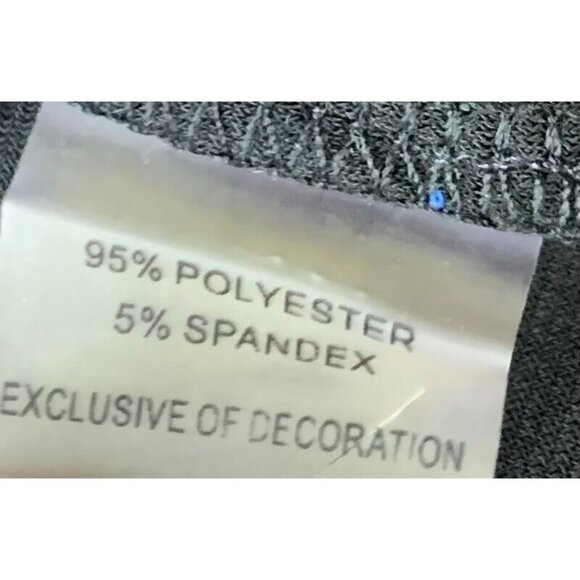 95% POLYESTER
5% SPANDEX
EXCLUSIVE OF DECORATION